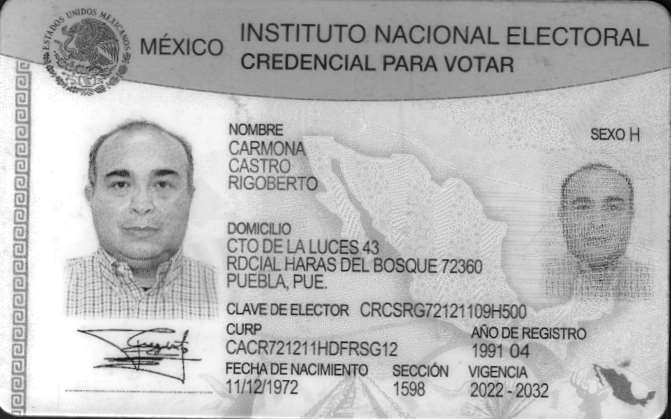 ESTADOS UNIDOS MEXICANOS
MÉXICO
INSTITUTO NACIONAL ELECTORAL
CREDENCIAL PARA VOTAR
NOMBRE
CARMONA
CASTRO
RIGOBERTO
SEXO H
DOMICILIO
CTO DE LA LUCES 43
RDCIAL HARAS DEL BOSQUE 72360
PUEBLA, PUE.
CLAVE DE ELECTOR CRCSRG72121109H500
CURP
CACR721211HDFRSG12
AÑO DE REGISTRO
1991 04
FECHA DE NACIMIENTO
11/12/1972
SECCIÓN
1598
VIGENCIA
2022 - 2032